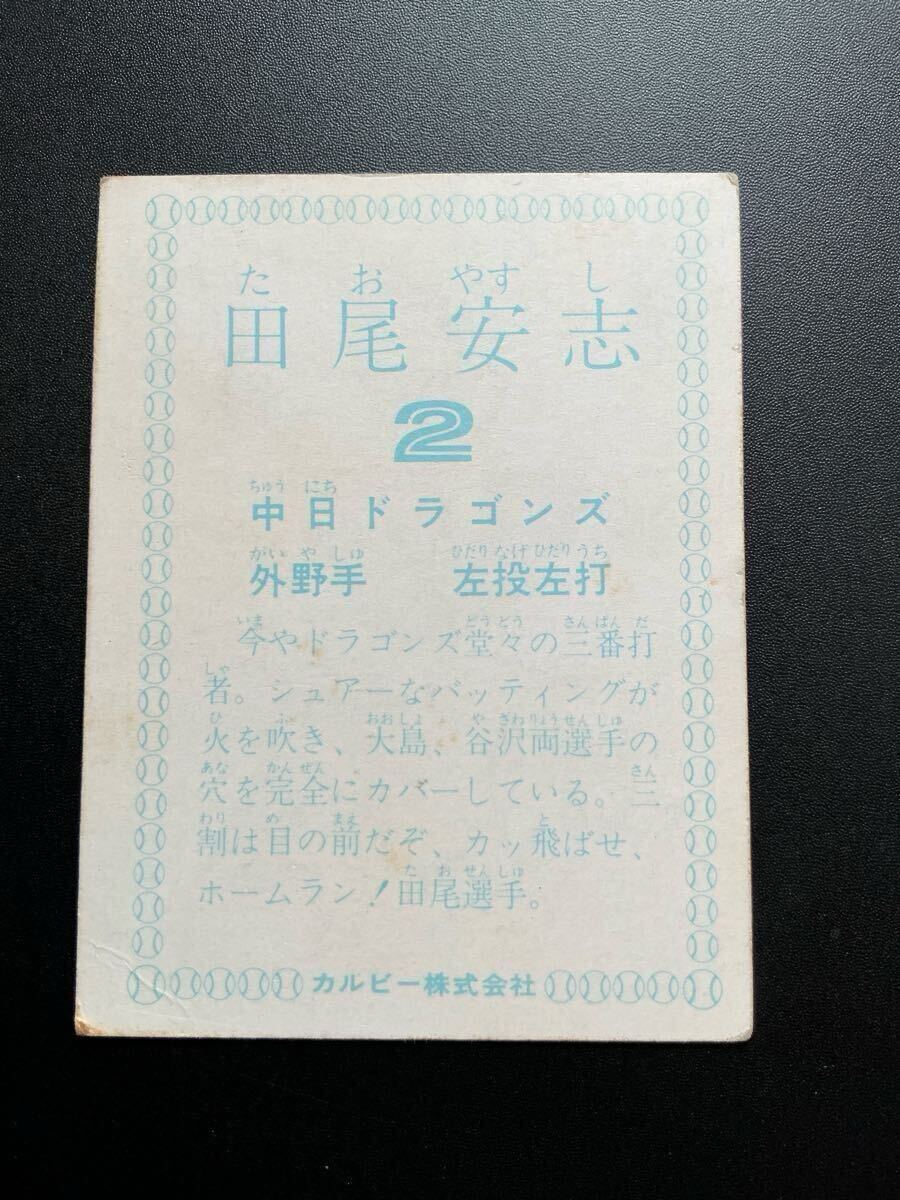 た お やす し
田尾安志
2
ちゅう にち
中日ドラゴンズ
がい や しゅ ひだり なげ ひだり うち
外野手 左投左打
いま どうどう さんばん だ
今やドラゴンズ堂々の三番打
しゃ
者。シュアーなバッティングが
ひ ふ おおしま や ざわりょうせんしゅ
火を吹き、大島、谷沢両選手の
あな かんぜん さん
穴を完全にカバーしている。三
わり め まえ と
割は目の前だぞ、カッ飛ばせ、
た お せんしゅ
ホームラン!田尾選手。
カルビー株式会社